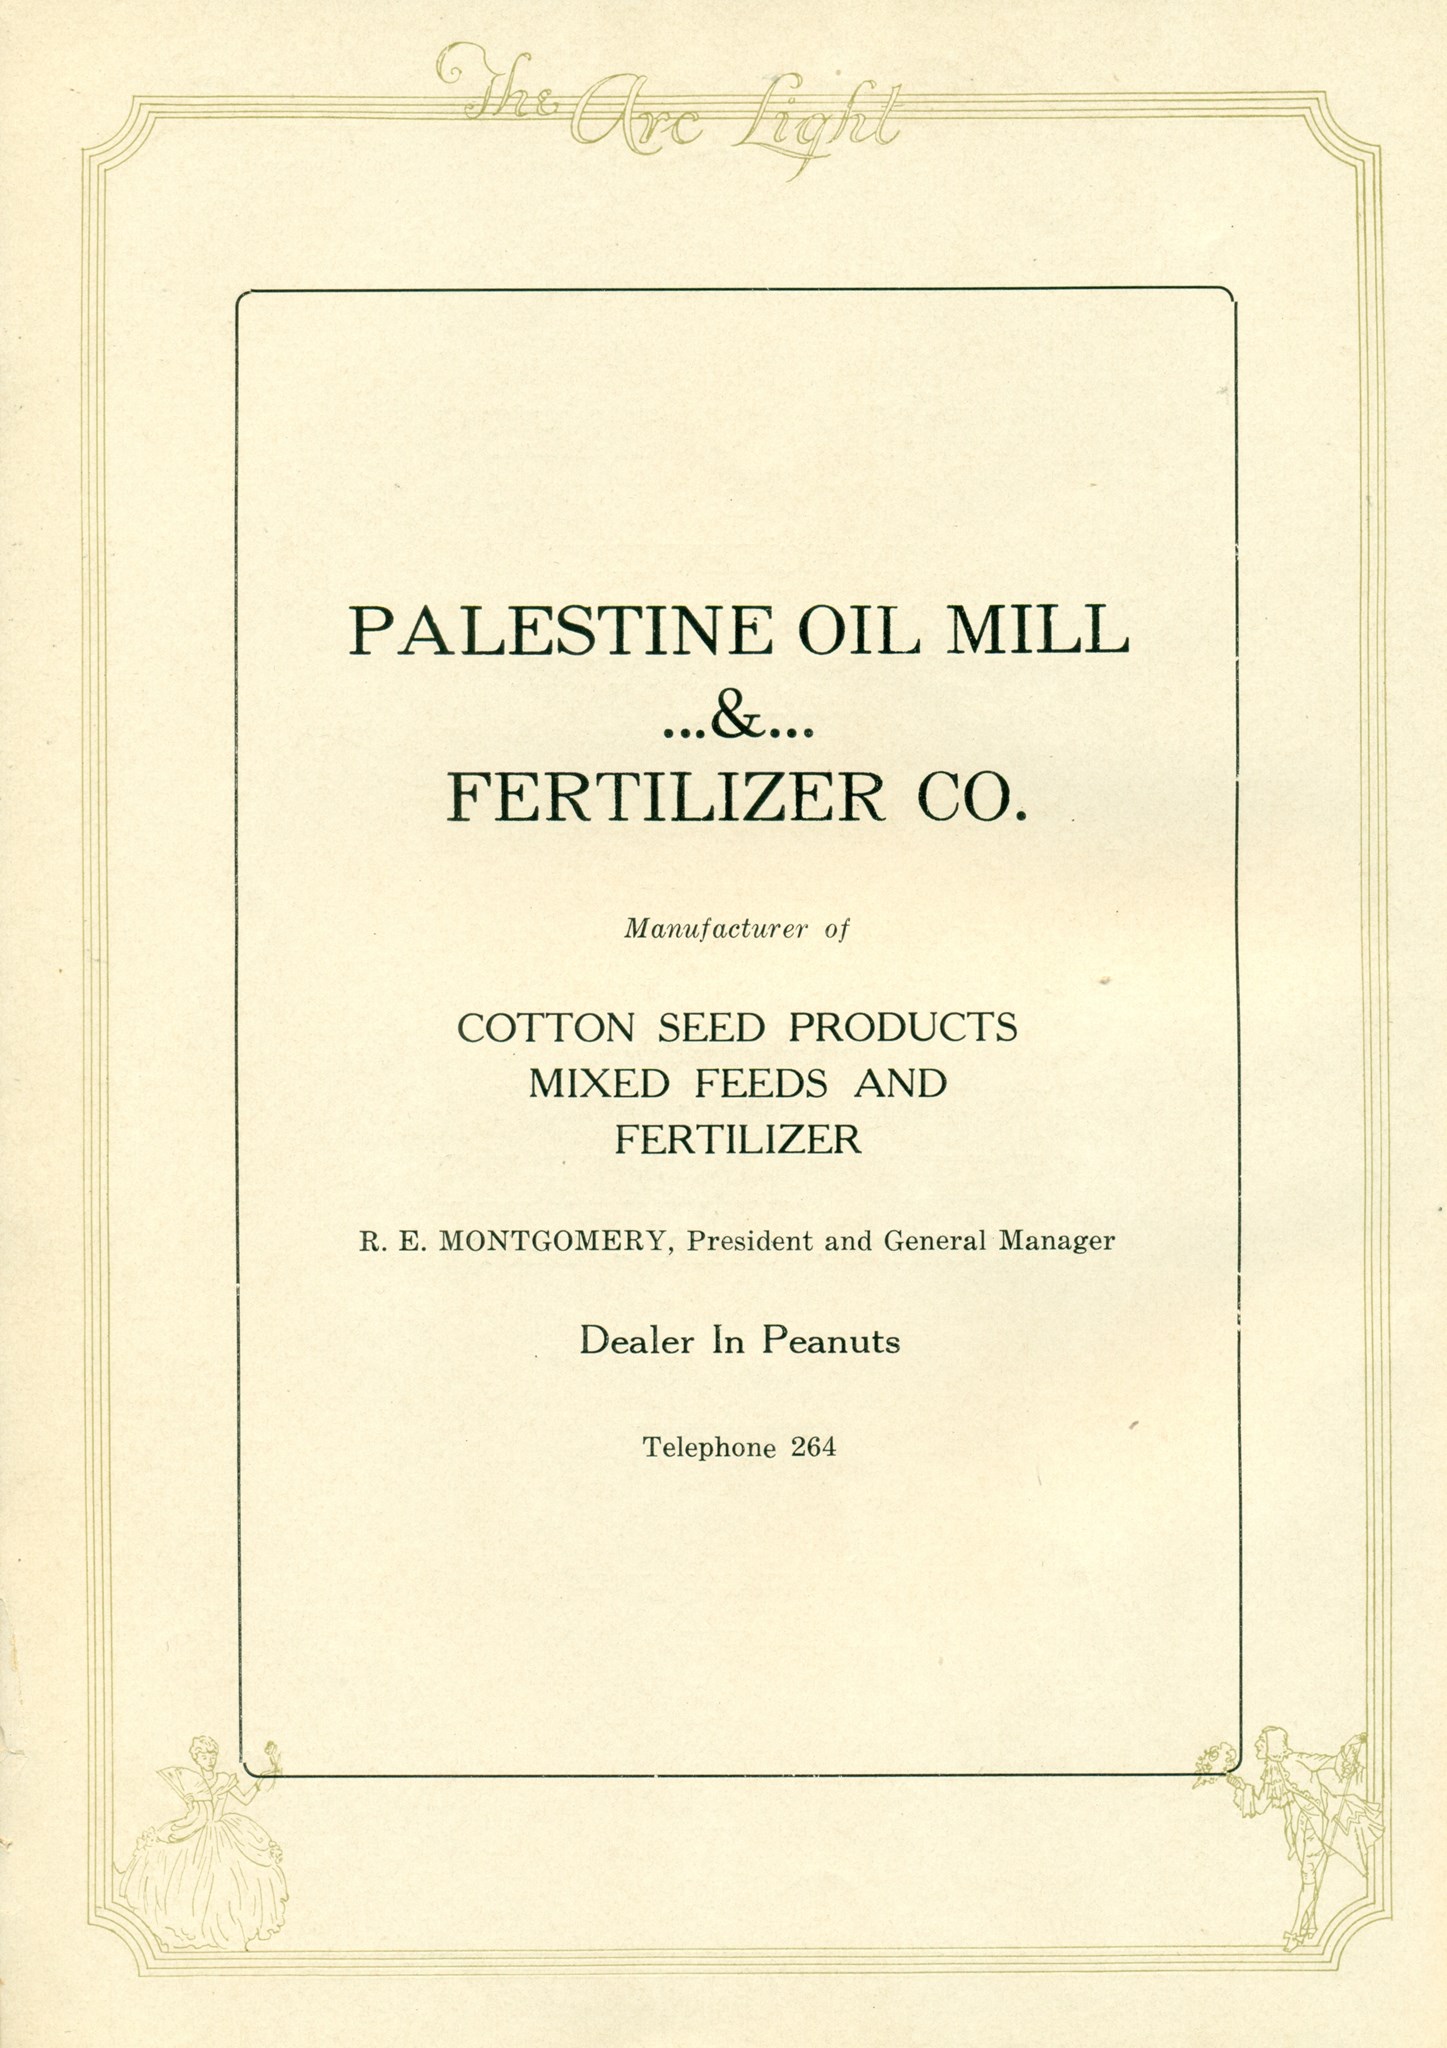 The Arc Light
PALESTINE OIL MILL
...&...
FERTILIZER CO.
Manufacturer of
COTTON SEED PRODUCTS
MIXED FEEDS AND
FERTILIZER
R. E. MONTGOMERY, President and General Manager
Dealer In Peanuts
Telephone 264